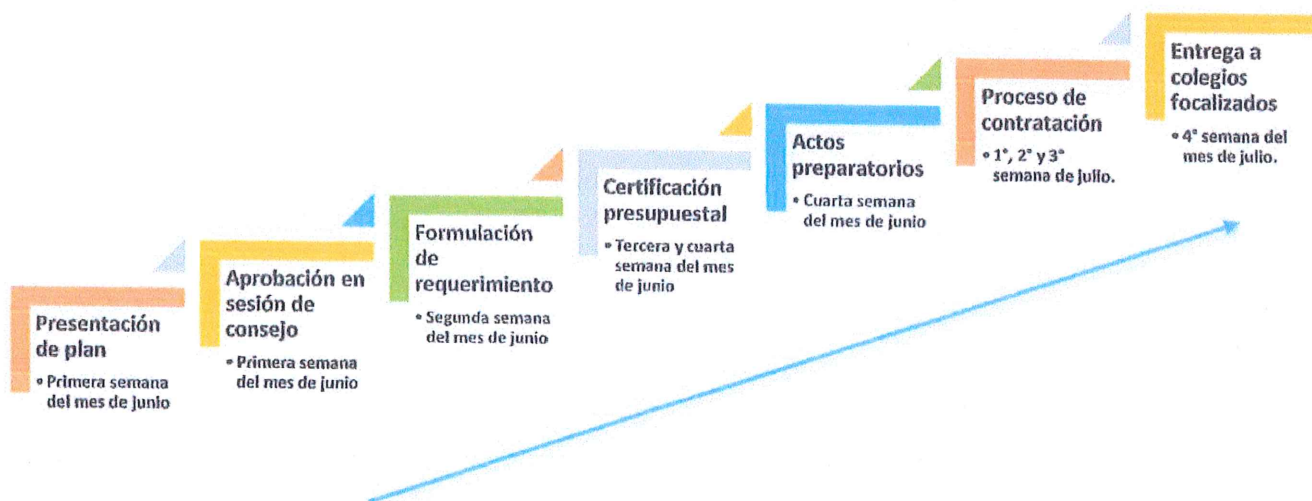 Presentación
de plan
• Primera semana
del mes de junio
Aprobación en
sesión de
consejo
• Primera semana
del mes de junio
Formulación
de
requerimiento
• Segunda semana
del mes de junio
Certificación
presupuestal
• Tercera y cuarta
semana del mes
de junio
Actos
preparatorios
• Cuarta semana
del mes de junio
Proceso de
contratación
• 1°, 2° y 3°
semana de julio.
Entrega a
colegios
focalizados
• 4° semana del
mes de julio.